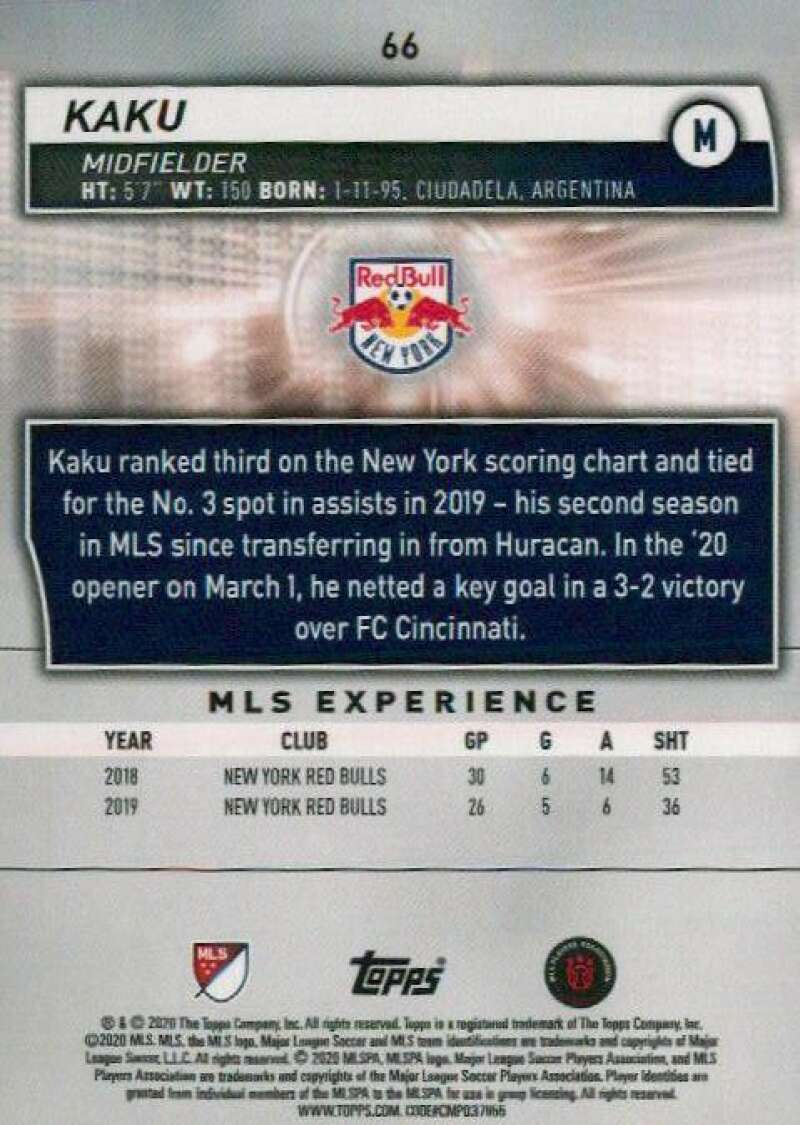 66
KAKU
M
MIDFIELDER
HT: 5'7" WT: 150 BORN: 1-11-95, CIUDADELA, ARGENTINA
Red Bull
NEW YORK
Kaku ranked third on the New York scoring chart and tied
for the No. 3 spot in assists in 2019 – his second season
in MLS since transferring in from Huracan. In the '20
opener on March 1, he netted a key goal in a 3-2 victory
over FC Cincinnati.
MLS EXPERIENCE
YEAR CLUB GP G A SHT
2018 NEW YORK RED BULLS 30 6 14 53
2019 NEW YORK RED BULLS 26 5 6 36
MLS
Topps®
® & © 2020 The Topps Company, Inc. All rights reserved. Topps is a registered trademark of The Topps Company, Inc.
©2020 MLS. MLS, the MLS logo, Major League Soccer and MLS team identifications are trademarks and copyrights of Major
League Soccer, L.L.C. All rights reserved. © 2020 MLSPA, MLSPA logo, Major League Soccer Players Association, and MLS
Players Association are trademarks and copyrights of the Major League Soccer Players Association. Player Identities are
granted from individual members of the MLSPA to the MLSPA for use in group licensing. All rights reserved.
WWW.TOPPS.COM.